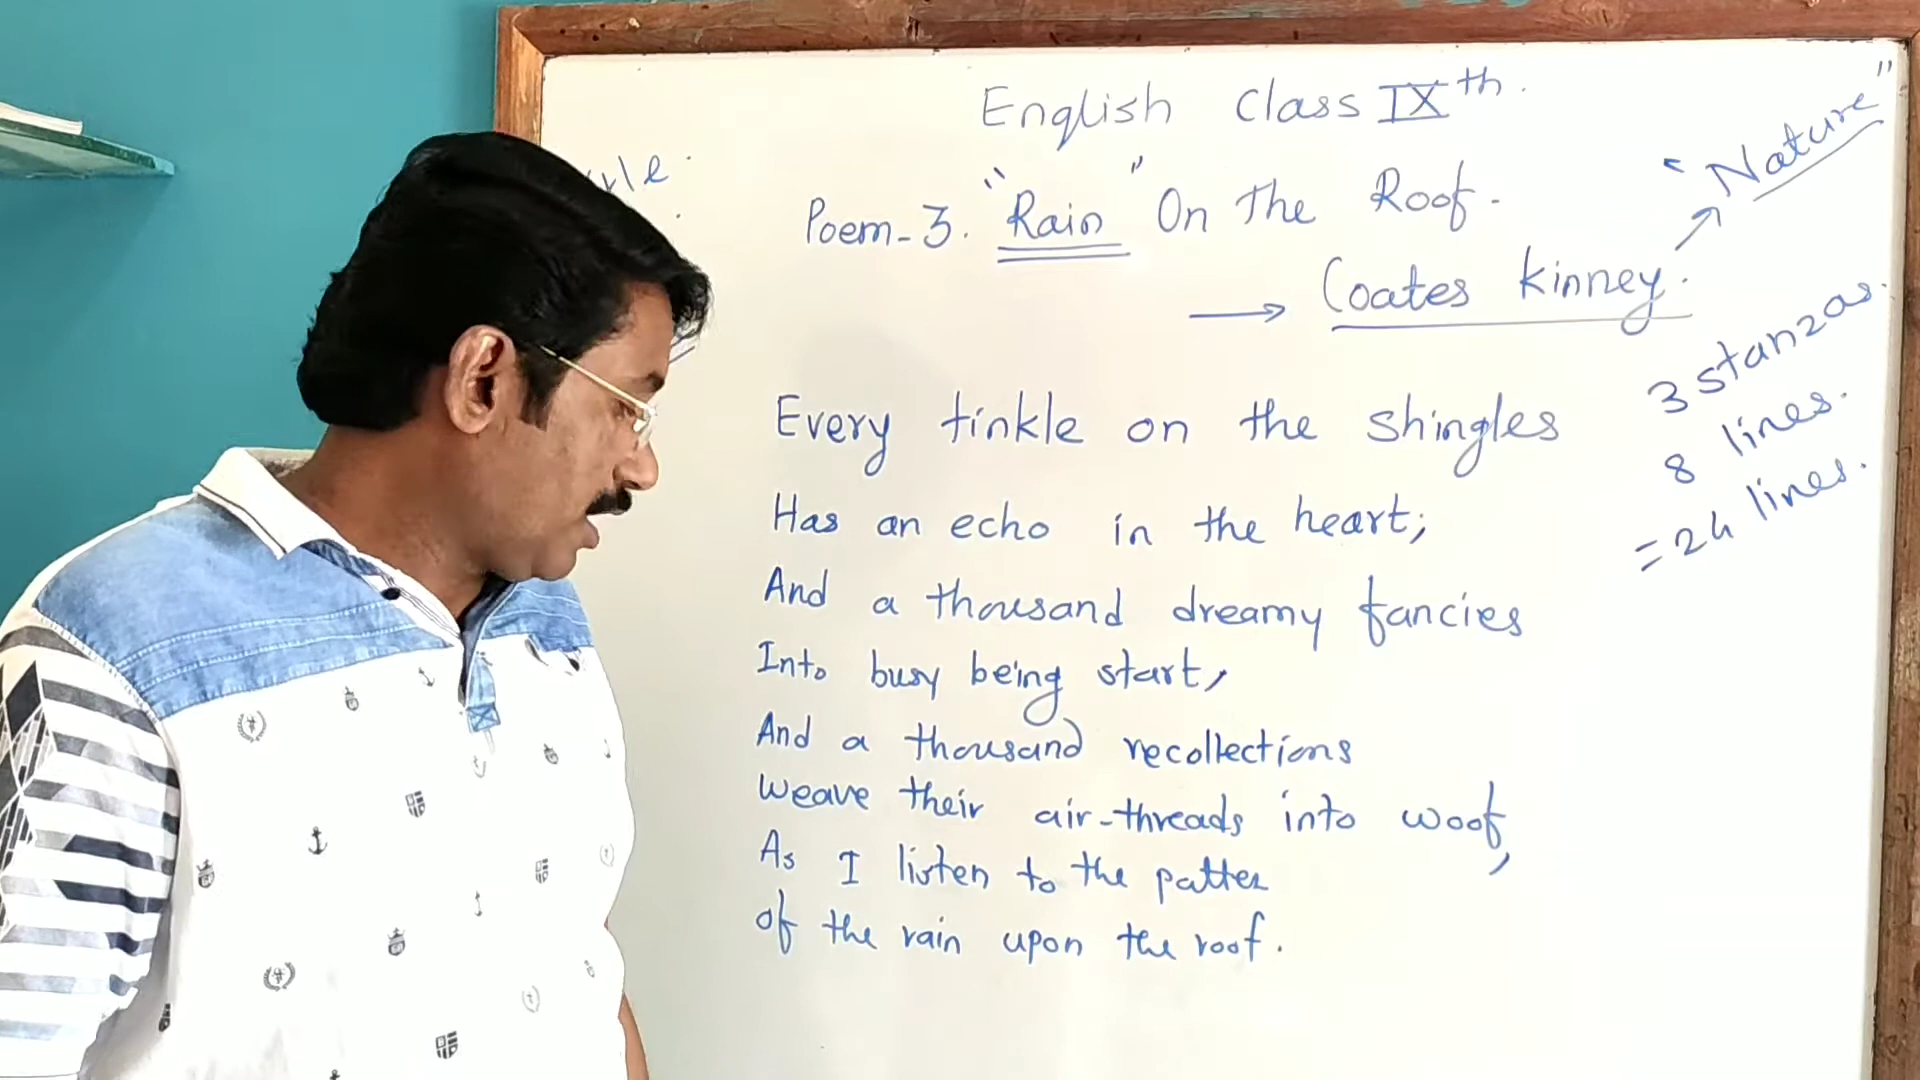 English Class IXth.
Poem-3. "Rain" On The Roof.
→ Coates Kinney.
"Nature"
3 stanzas.
8 lines.
=24 lines.
Every tinkle on the shingles
Has an echo in the heart;
And a thousand dreamy fancies
Into busy being start,
And a thousand recollections
Weave their air-threads into woof,
As I listen to the patter
of the rain upon the roof.